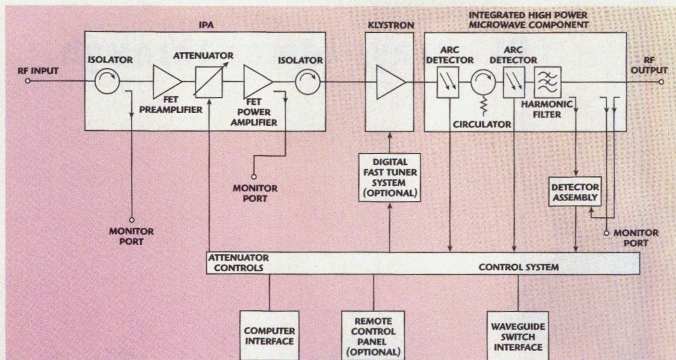 IPA
KLYSTRON
INTEGRATED HIGH POWER
MICROWAVE COMPONENT
RF INPUT
ISOLATOR
ATTENUATOR
ISOLATOR
ARC
DETECTOR
ARC
DETECTOR
RF
OUTPUT
FET
PREAMPLIFIER
FET
POWER
AMPLIFIER
CIRCULATOR
HARMONIC
FILTER
MONITOR
PORT
MONITOR
PORT
DIGITAL
FAST TUNER
SYSTEM
(OPTIONAL)
DETECTOR
ASSEMBLY
MONITOR
PORT
ATTENUATOR
CONTROLS
CONTROL SYSTEM
COMPUTER
INTERFACE
REMOTE
CONTROL
PANEL
(OPTIONAL)
WAVEGUIDE
SWITCH
INTERFACE